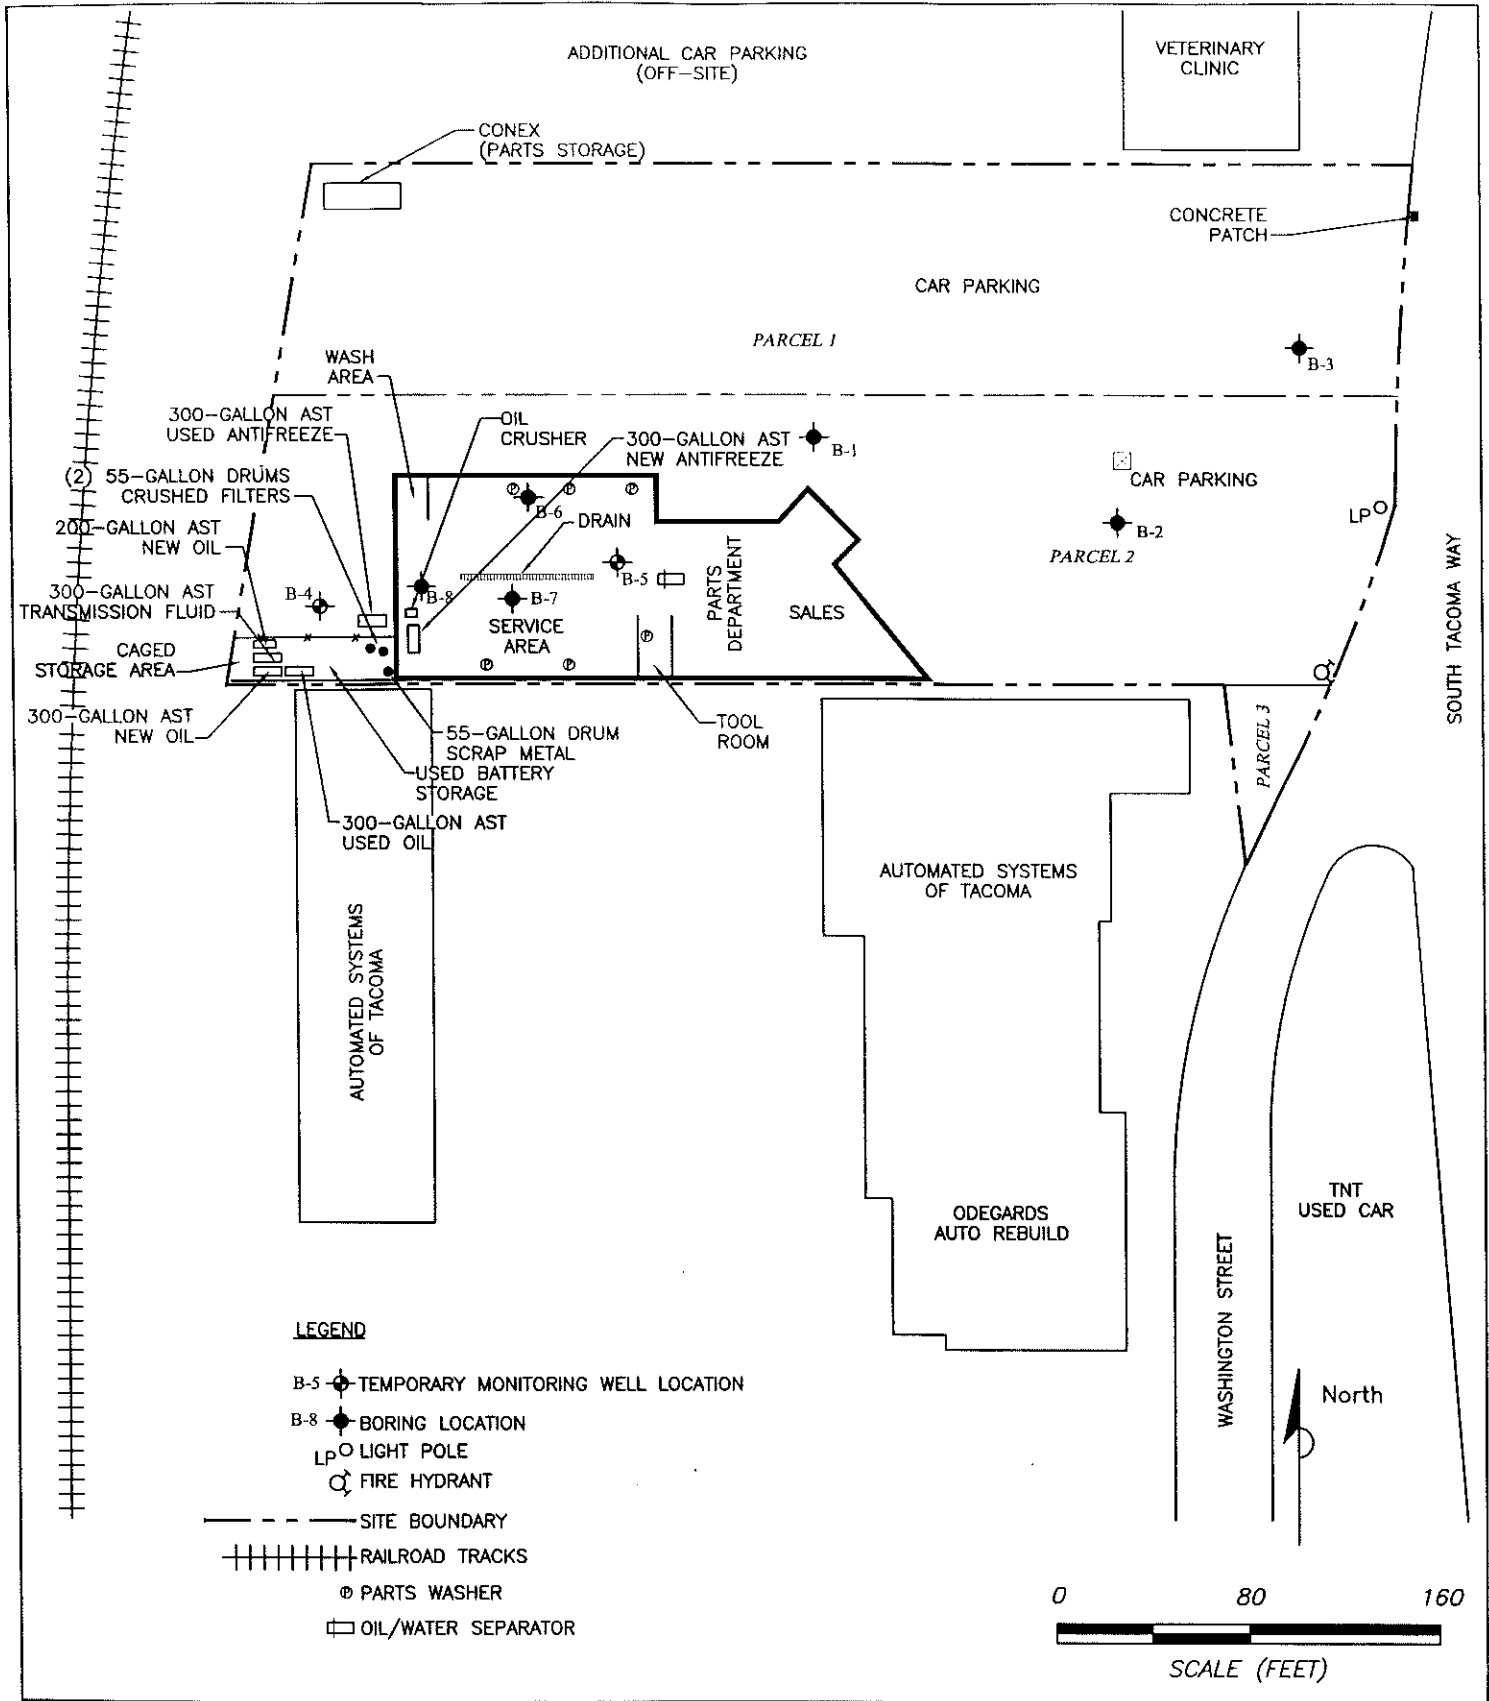 ADDITIONAL CAR PARKING
(OFF-SITE)
VETERINARY
CLINIC
CONEX
(PARTS STORAGE)
CONCRETE
PATCH
CAR PARKING
PARCEL 1
B-3
WASH
AREA
300-GALLON AST
USED ANTIFREEZE
OIL
CRUSHER
300-GALLON AST
NEW ANTIFREEZE
B-1
(2) 55-GALLON DRUMS
CRUSHED FILTERS
CAR PARKING
B-6
DRAIN
LP
B-2
200-GALLON AST
NEW OIL
PARCEL 2
300-GALLON AST
TRANSMISSION FLUID
B-4
B-8
B-7
B-5
PARTS
DEPARTMENT
SALES
SERVICE
AREA
CAGED
STORAGE AREA
SOUTH TACOMA WAY
300-GALLON AST
NEW OIL
55-GALLON DRUM
SCRAP METAL
TOOL
ROOM
PARCEL 3
USED BATTERY
STORAGE
300-GALLON AST
USED OIL
AUTOMATED SYSTEMS
OF TACOMA
AUTOMATED SYSTEMS
OF TACOMA
TNT
USED CAR
ODEGARDS
AUTO REBUILD
WASHINGTON STREET
LEGEND
B-5 TEMPORARY MONITORING WELL LOCATION
B-8 BORING LOCATION
LP LIGHT POLE
FIRE HYDRANT
SITE BOUNDARY
RAILROAD TRACKS
P PARTS WASHER
OIL/WATER SEPARATOR
North
0 80 160
SCALE (FEET)